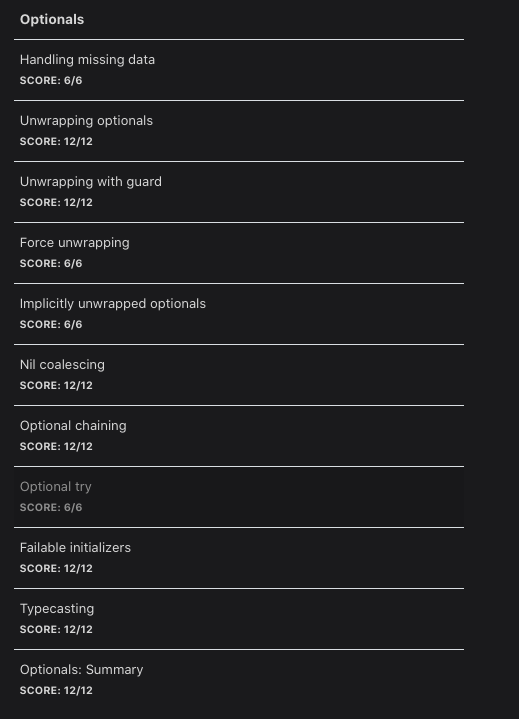 Optionals
Handling missing data
SCORE: 6/6
Unwrapping optionals
SCORE: 12/12
Unwrapping with guard
SCORE: 12/12
Force unwrapping
SCORE: 6/6
Implicitly unwrapped optionals
SCORE: 6/6
Nil coalescing
SCORE: 12/12
Optional chaining
SCORE: 12/12
Optional try
SCORE: 6/6
Failable initializers
SCORE: 12/12
Typecasting
SCORE: 12/12
Optionals: Summary
SCORE: 12/12